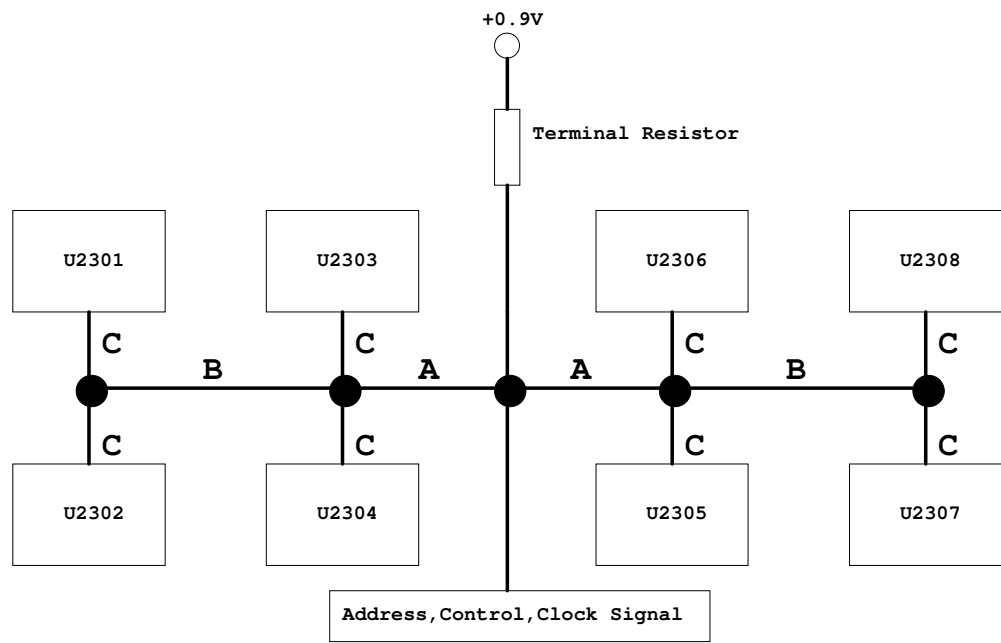 +0.9V
Terminal Resistor
U2301
U2303
U2306
U2308
C
C
C
C
B
A
A
B
C
C
C
C
U2302
U2304
U2305
U2307
Address,Control,Clock Signal